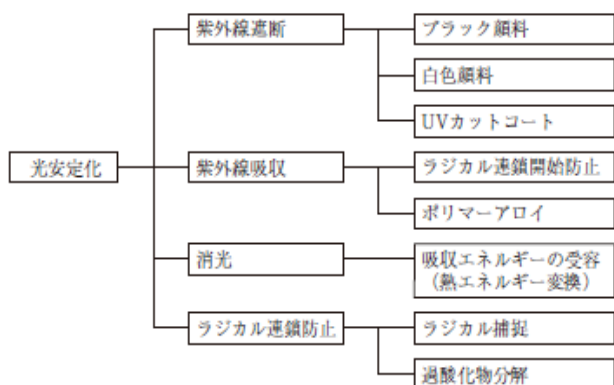 紫外線遮断
ブラック顔料
白色顔料
UVカットコート
光安定化
紫外線吸収
ラジカル連鎖開始防止
ポリマーアロイ
消光
吸収エネルギーの受容
(熱エネルギー変換)
ラジカル連鎖防止
ラジカル捕捉
過酸化物分解